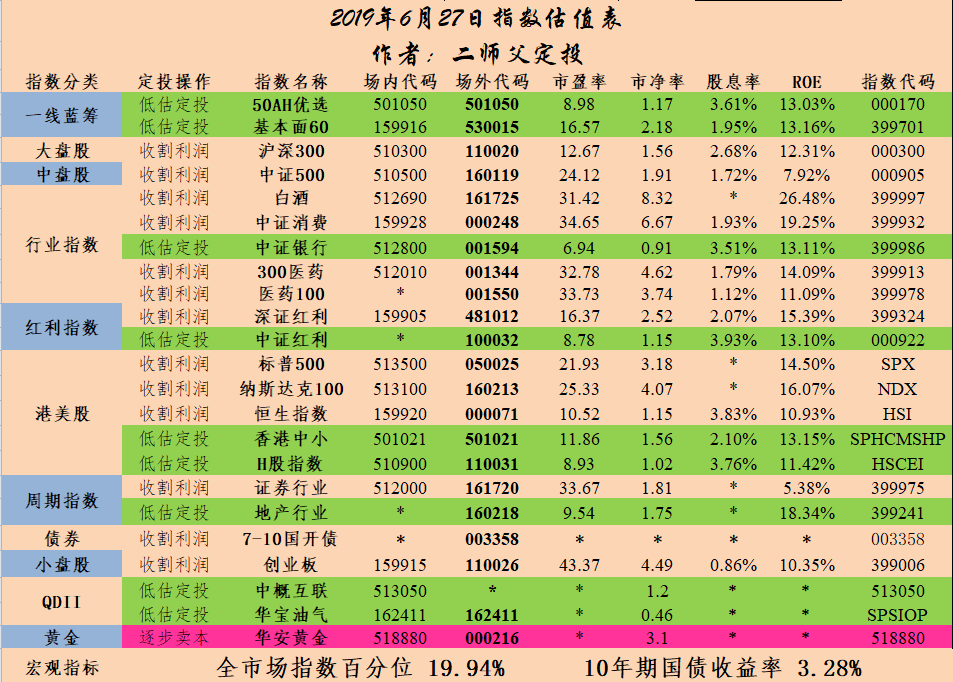 2019年6月27日指数估值表
作者：二师父定投
指数分类 定投操作 指数名称 场内代码 场外代码 市盈率 市净率 股息率 ROE 指数代码
一线蓝筹 低估定投 50AH优选 501050 501050 8.98 1.17 3.61% 13.03% 000170
低估定投 基本面60 159916 530015 16.57 2.18 1.95% 13.16% 399701
大盘股 收割利润 沪深300 510300 110020 12.67 1.56 2.68% 12.31% 000300
中盘股 收割利润 中证500 510500 160119 24.12 1.91 1.72% 7.92% 000905
行业指数 收割利润 白酒 512690 161725 31.42 8.32 * 26.48% 399997
收割利润 中证消费 159928 000248 34.65 6.67 1.93% 19.25% 399932
低估定投 中证银行 512800 001594 6.94 0.91 3.51% 13.11% 399986
收割利润 300医药 512010 001344 32.78 4.62 1.79% 14.09% 399913
收割利润 医药100 * 001550 33.73 3.74 1.12% 11.09% 399978
红利指数 收割利润 深证红利 159905 481012 16.37 2.52 2.07% 15.39% 399324
低估定投 中证红利 * 100032 8.78 1.15 3.93% 13.10% 000922
港美股 收割利润 标普500 513500 050025 21.93 3.18 * 14.50% SPX
收割利润 纳斯达克100 513100 160213 25.33 4.07 * 16.07% NDX
收割利润 恒生指数 159920 000071 10.52 1.15 3.83% 10.93% HSI
低估定投 香港中小 501021 501021 11.86 1.56 2.10% 13.15% SPHCMSHP
低估定投 H股指数 510900 110031 8.93 1.02 3.76% 11.42% HSCEI
周期指数 收割利润 证券行业 512000 161720 33.67 1.81 * 5.38% 399975
低估定投 地产行业 * 160218 9.54 1.75 * 18.34% 399241
债券 收割利润 7-10国开债 * 003358 * * * * 003358
小盘股 收割利润 创业板 159915 110026 43.37 4.49 0.86% 10.35% 399006
QDII 低估定投 中概互联 513050 * * 1.2 * * 513050
低估定投 华宝油气 162411 162411 * 0.46 * * SPSIOP
黄金 逐步卖本 华安黄金 518880 000216 * 3.1 * * 518880
宏观指标 全市场指数百分位 19.94% 10年期国债收益率 3.28%